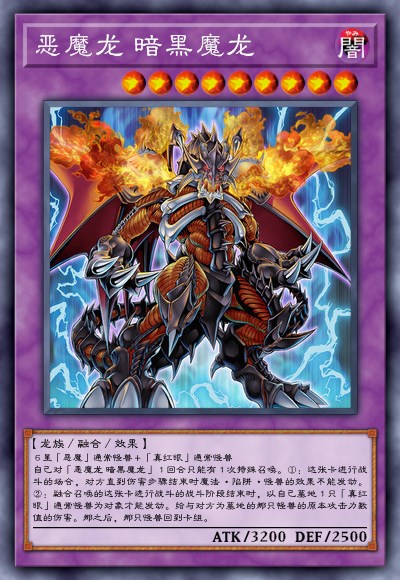 恶魔龙 暗黑魔龙
やみ
闇
【龙族／融合／效果】
6星「恶魔」通常怪兽＋「真红眼」通常怪兽
自己对「恶魔龙 暗黑魔龙」1回合只能有1次特殊召唤。①：这张卡进行战
斗的场合，对方直到伤害步骤结束时魔法·陷阱·怪兽的效果不能发动。
②：融合召唤的这张卡进行战斗的战斗阶段结束时，以自己墓地1只「真红
眼」通常怪兽为对象才能发动。给与对方为墓地的那只怪兽的原本攻击力数
值的伤害。那之后，那只怪兽回到卡组。
ATK/3200 DEF/2500